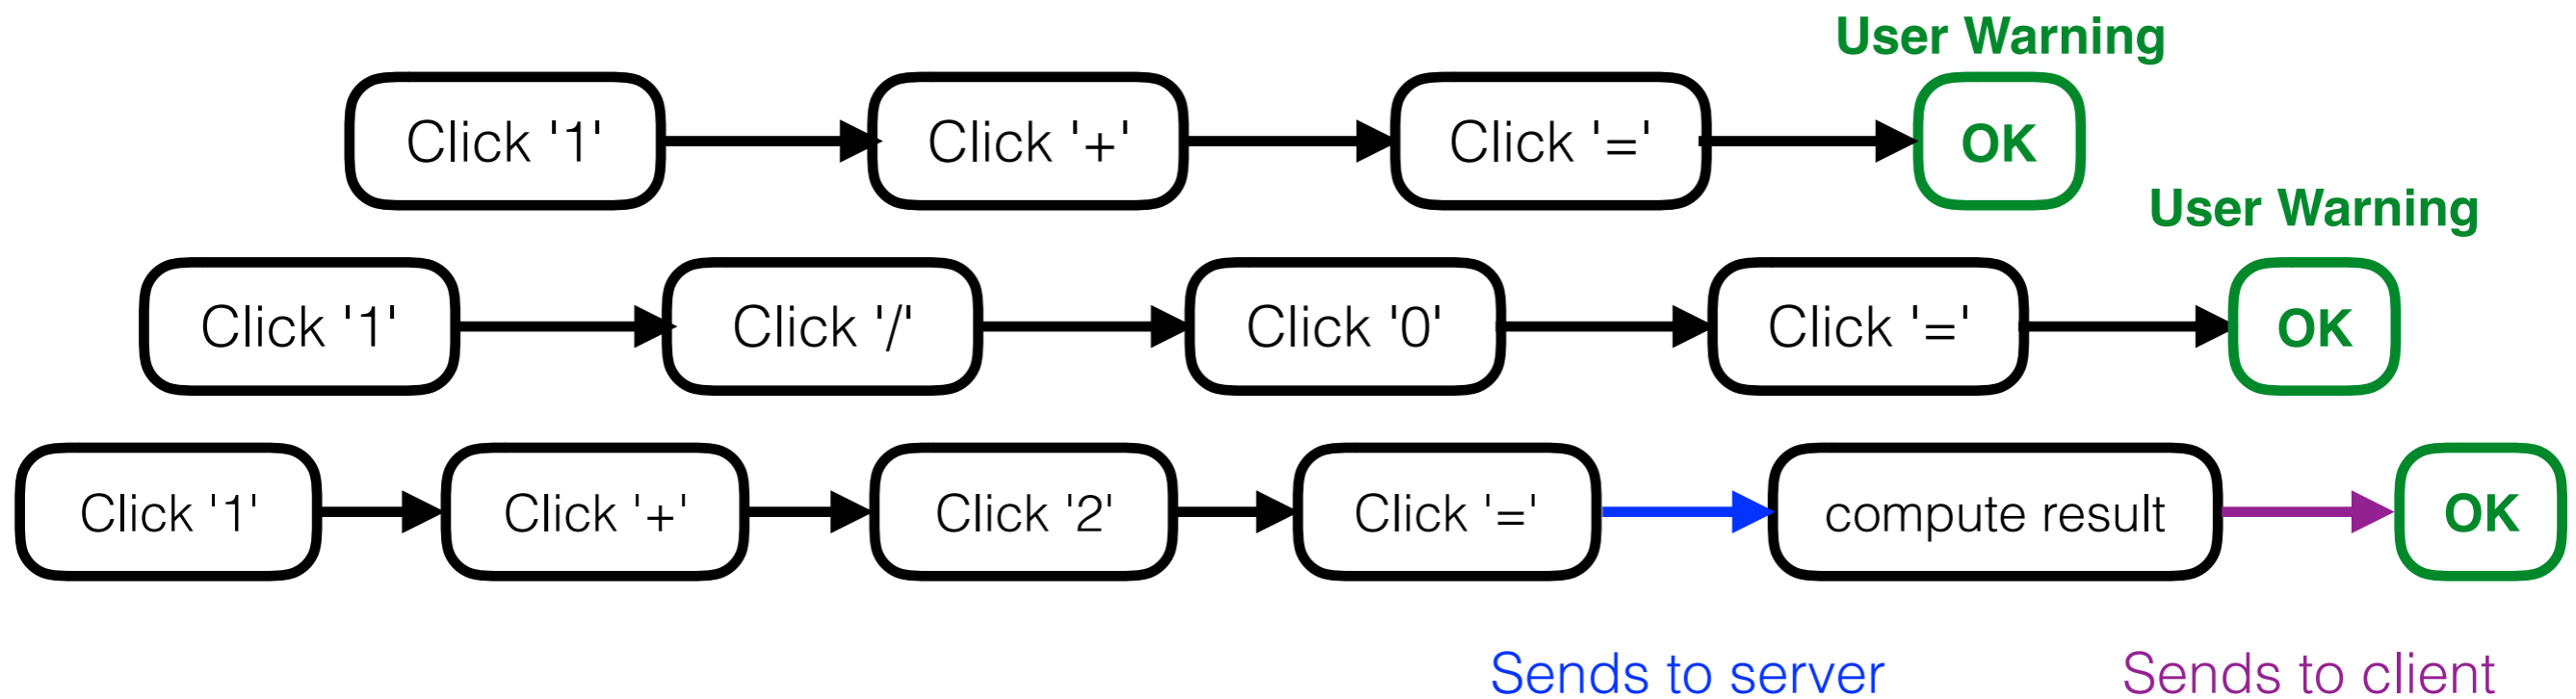 User Warning
Click '1' Click '+' Click '=' OK
User Warning
Click '1' Click '/' Click '0' Click '=' OK
Click '1' Click '+' Click '2' Click '=' compute result OK
Sends to server Sends to client